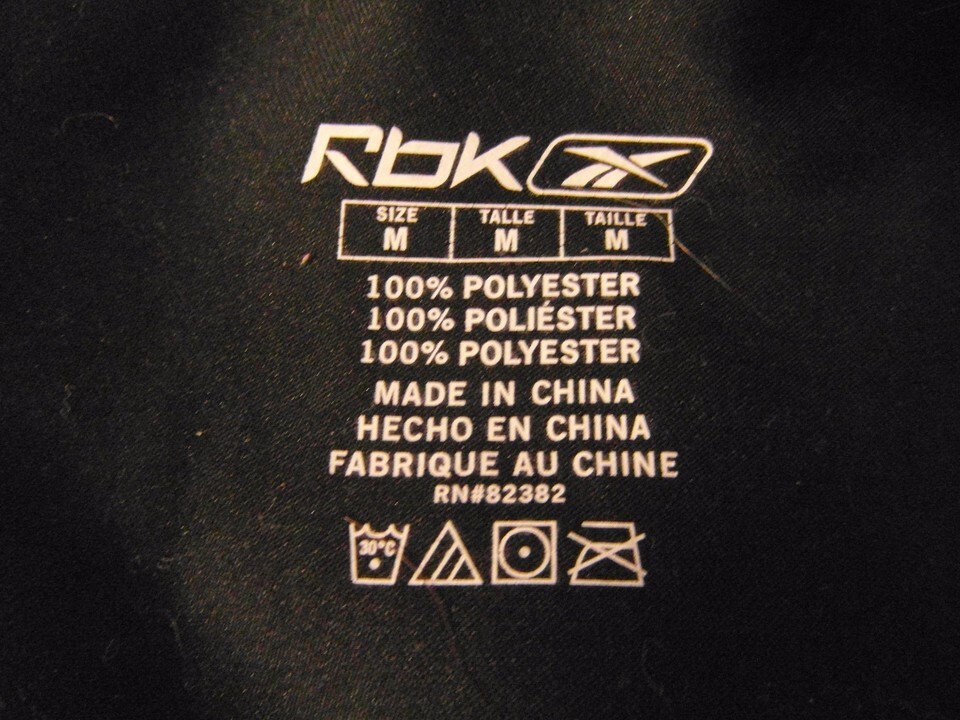 Rbk
SIZE TALLE TAILLE
M M M
100% POLYESTER
100% POLIÉSTER
100% POLYESTER
MADE IN CHINA
HECHO EN CHINA
FABRIQUE AU CHINE
RN#82382
30°C